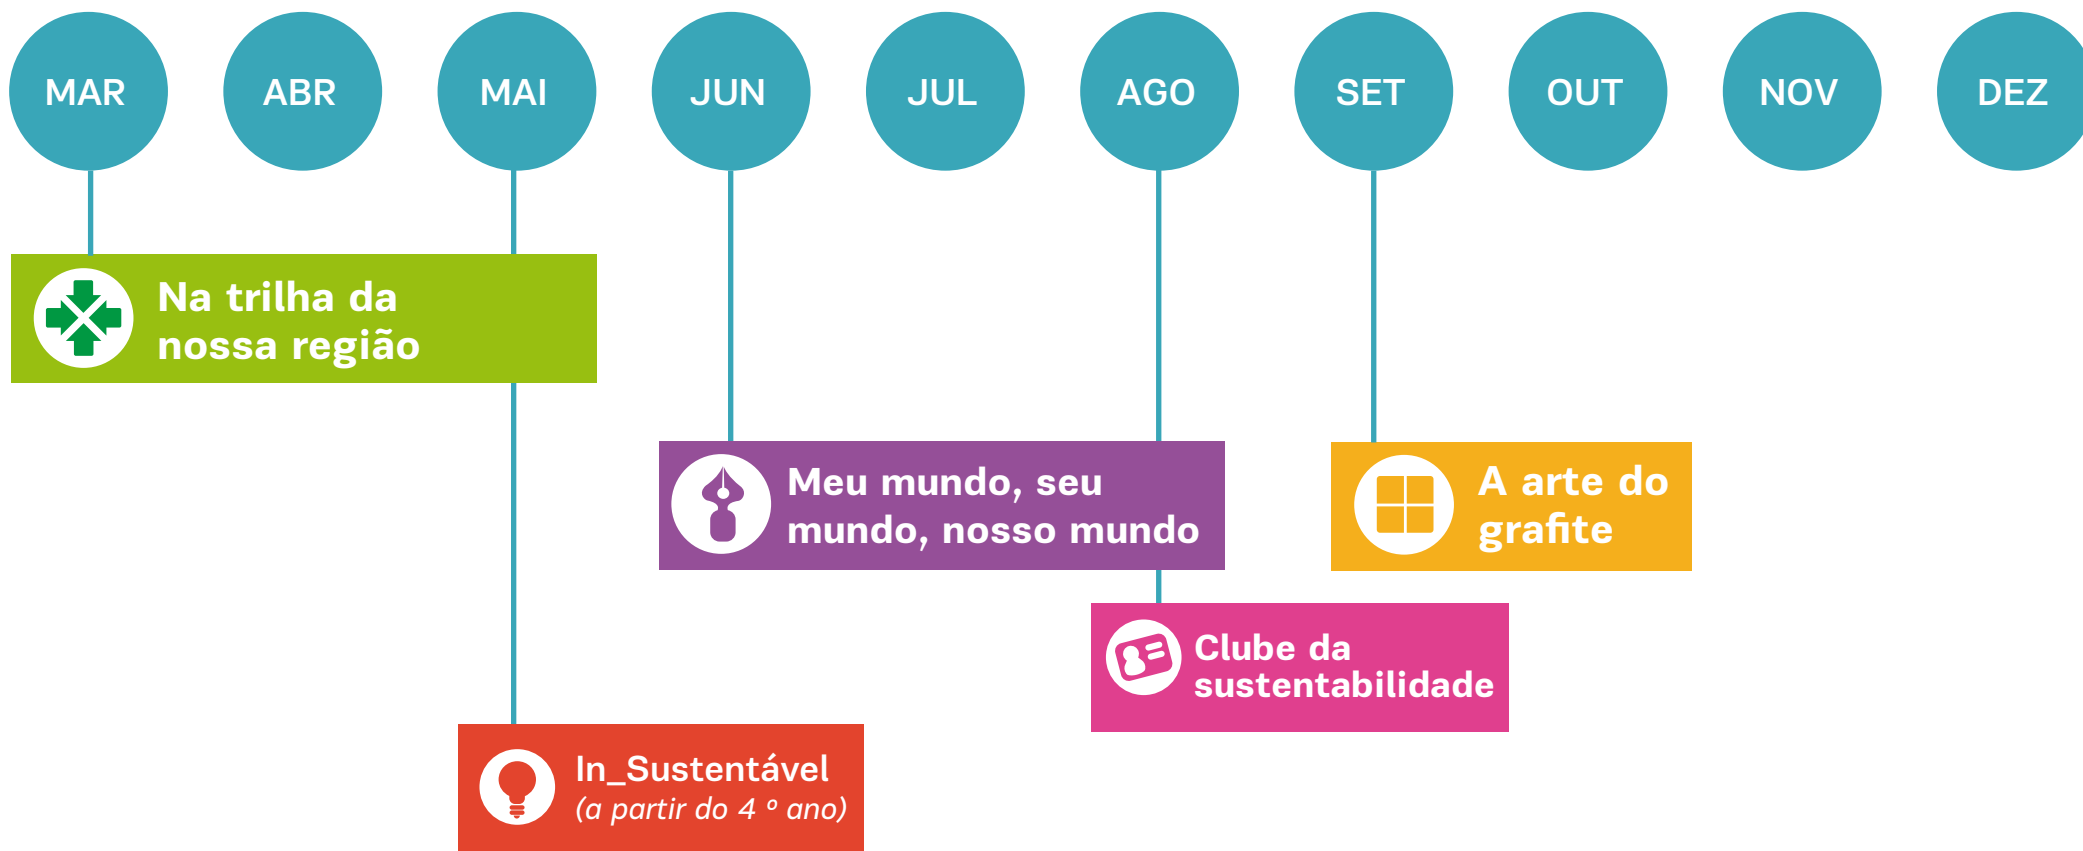 MAR
ABR
MAI
JUN
JUL
AGO
SET
OUT
NOV
DEZ
Na trilha da
nossa região
Meu mundo, seu
mundo, nosso mundo
A arte do
grafite
Clube da
sustentabilidade
In_Sustentável
(a partir do 4 º ano)